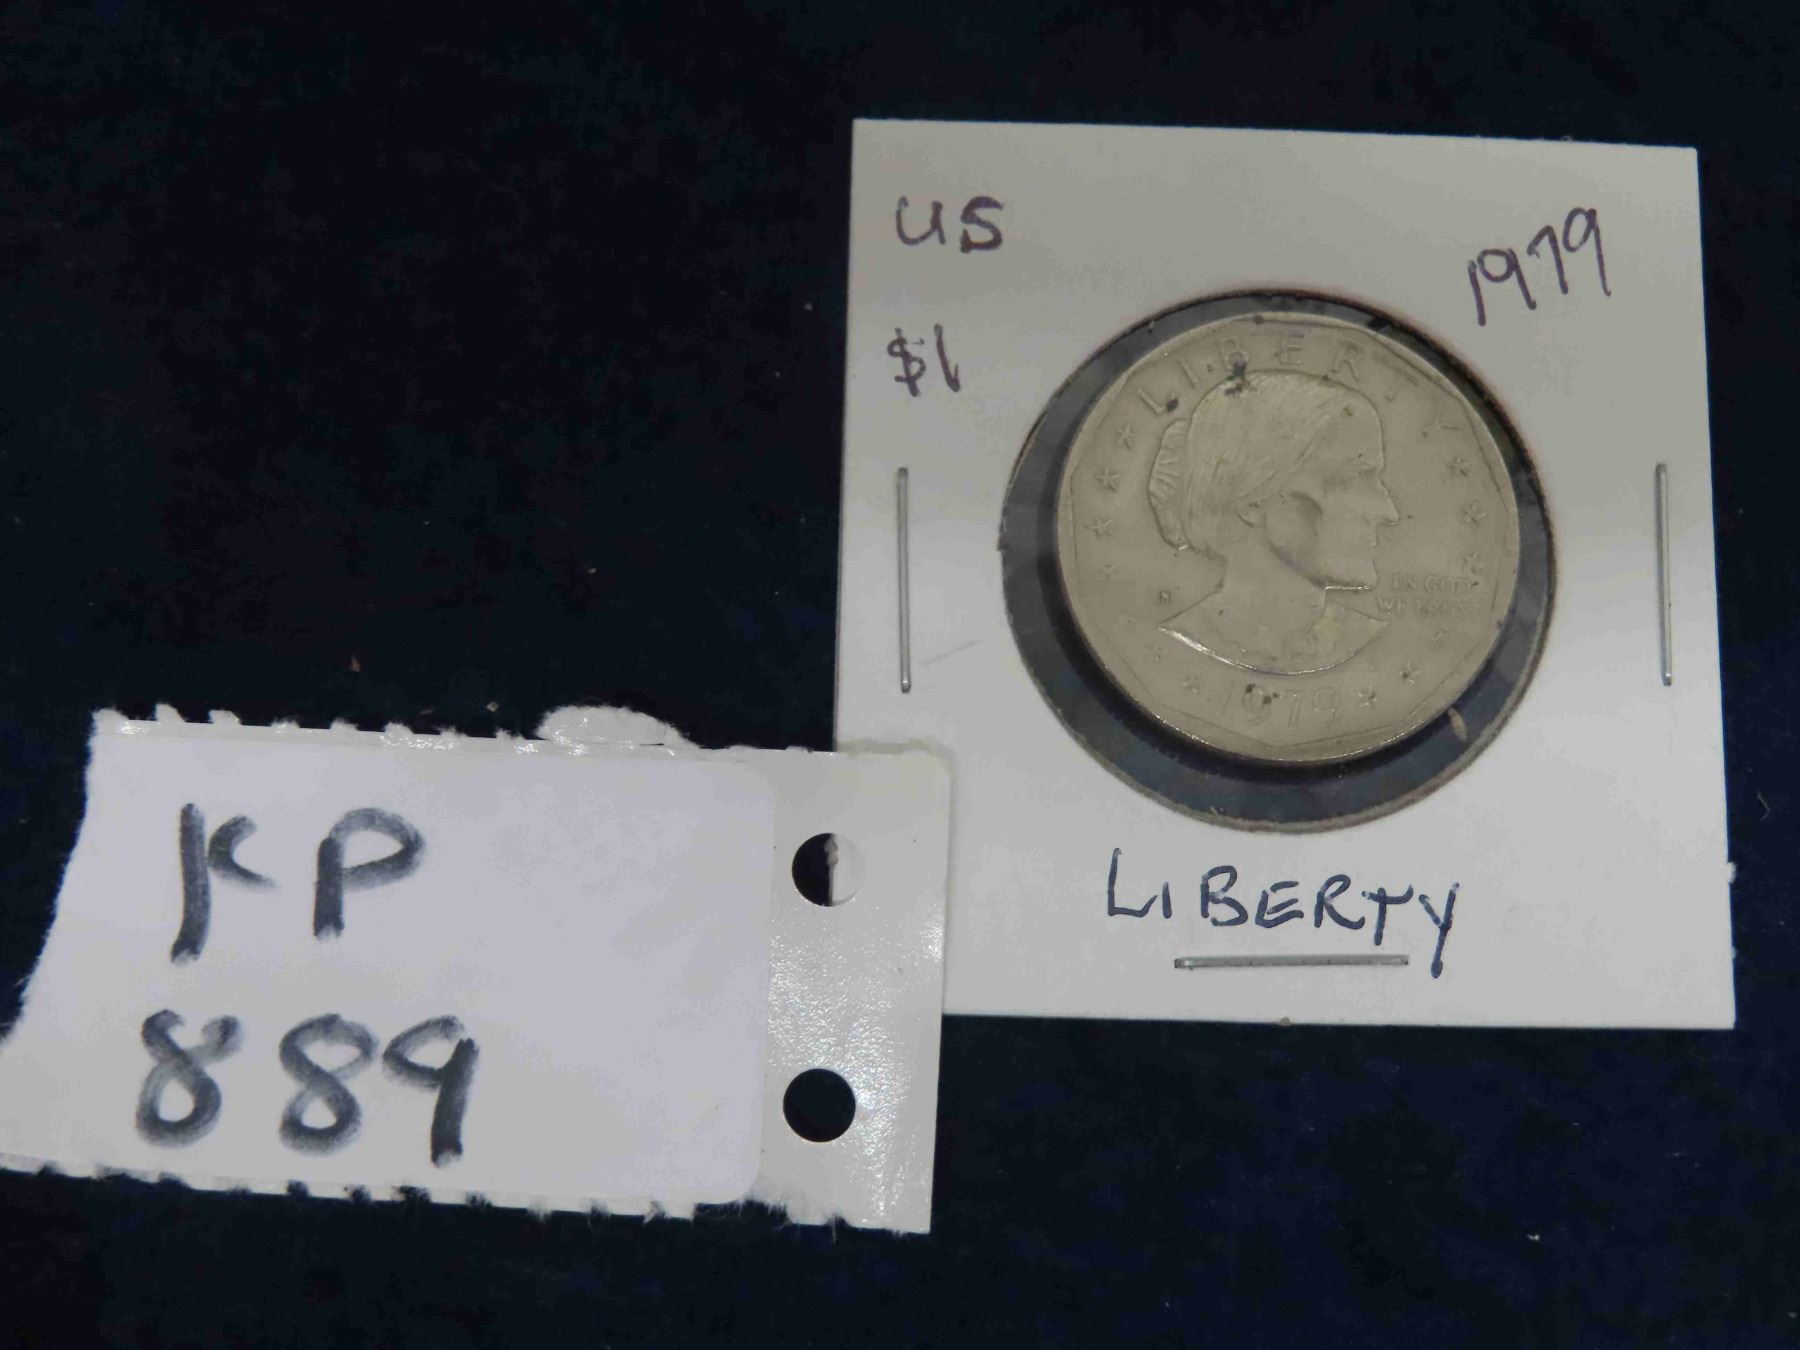 US
1979
$1
LIBERTY
IN GOD
WE TRUST
1979
LIBERTY
KP
889